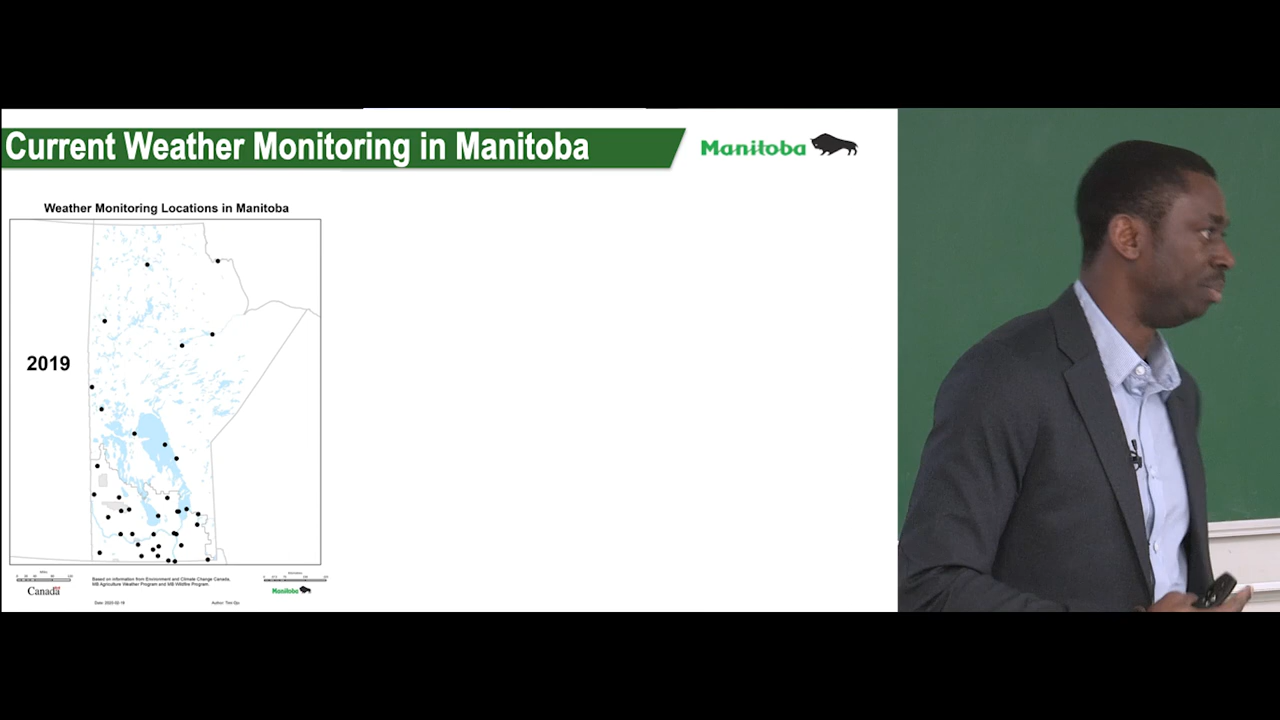 Current Weather Monitoring in Manitoba
Manitoba
Weather Monitoring Locations in Manitoba
2019
Based on information from Environment and Climate Change Canada,
MB Agriculture Weather Program and MB Wildfire Program
Canada
Manitoba